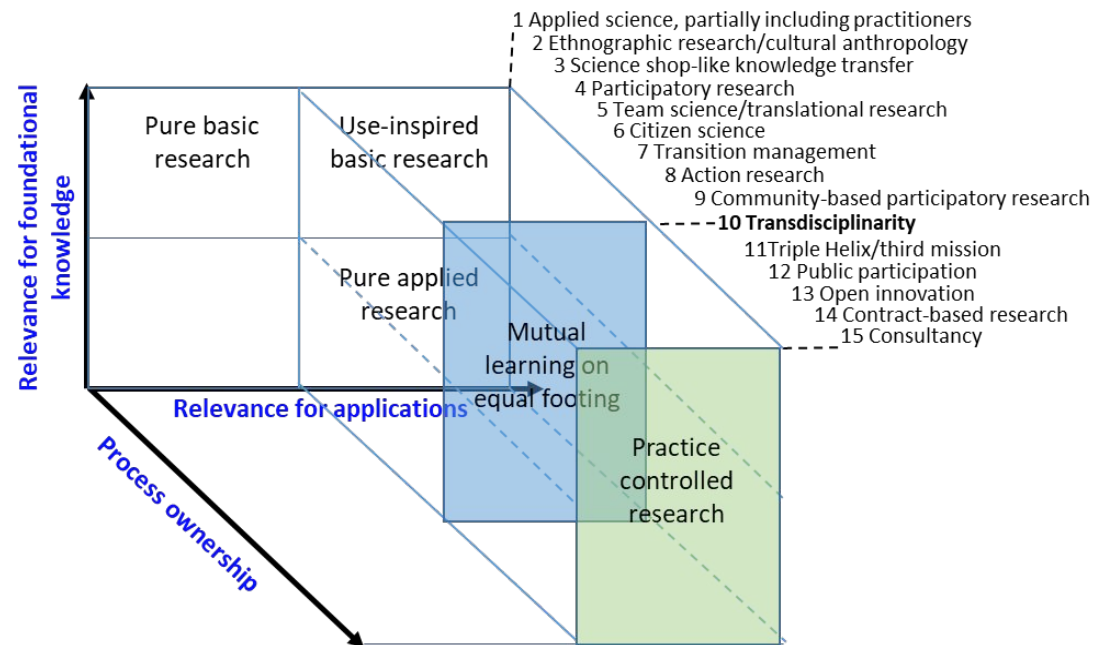 1 Applied science, partially including practitioners
2 Ethnographic research/cultural anthropology
3 Science shop-like knowledge transfer
4 Participatory research
5 Team science/translational research
6 Citizen science
7 Transition management
8 Action research
9 Community-based participatory research
10 Transdisciplinarity
11Triple Helix/third mission
12 Public participation
13 Open innovation
14 Contract-based research
15 Consultancy
Relevance for foundational
knowledge
Pure basic
research
Use-inspired
basic research
Pure applied
research
Mutual
learning on
equal footing
Relevance for applications
Practice
controlled
research
Process ownership